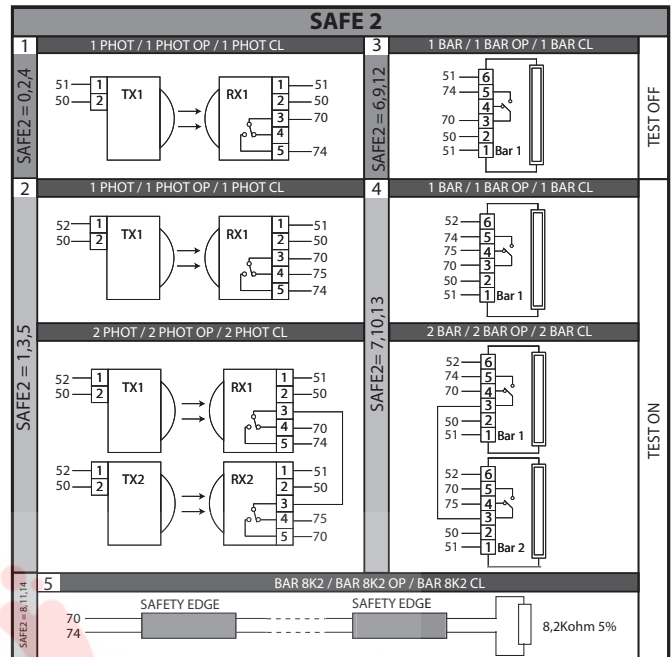 SAFE 2
1
1 PHOT / 1 PHOT OP / 1 PHOT CL
SAFE2 = 0,2,4
51 1
50 2
TX1
RX1
1 51
2 50
3 70
4
5 74
3
1 BAR / 1 BAR OP / 1 BAR CL
SAFE2 = 6,9,12
51 6
74 5
4
70 3
50 2
51 1 Bar 1
TEST OFF
2
1 PHOT / 1 PHOT OP / 1 PHOT CL
SAFE2 = 1,3,5
52 1
50 2
TX1
RX1
1 51
2 50
3 70
4 75
5 74
2 PHOT / 2 PHOT OP / 2 PHOT CL
52 1
50 2
TX1
RX1
1 51
2 50
3
4 70
5 74
52 1
50 2
TX2
RX2
1 51
2 50
3
4 75
5 70
4
1 BAR / 1 BAR OP / 1 BAR CL
SAFE2= 7,10,13
52 6
74 5
75 4
70 3
50 2
51 1 Bar 1
2 BAR / 2 BAR OP / 2 BAR CL
52 6
74 5
70 4
3
50 2
51 1 Bar 1
52 6
70 5
75 4
3
50 2
51 1 Bar 2
TEST ON
5
BAR 8K2 / BAR 8K2 OP / BAR 8K2 CL
SAFE2 = 8,11,14
70
74
SAFETY EDGE
SAFETY EDGE
8,2Kohm 5%